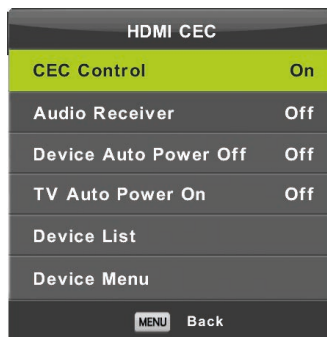 HDMI CEC
CEC Control On
Audio Receiver Off
Device Auto Power Off Off
TV Auto Power On Off
Device List
Device Menu
MENU Back